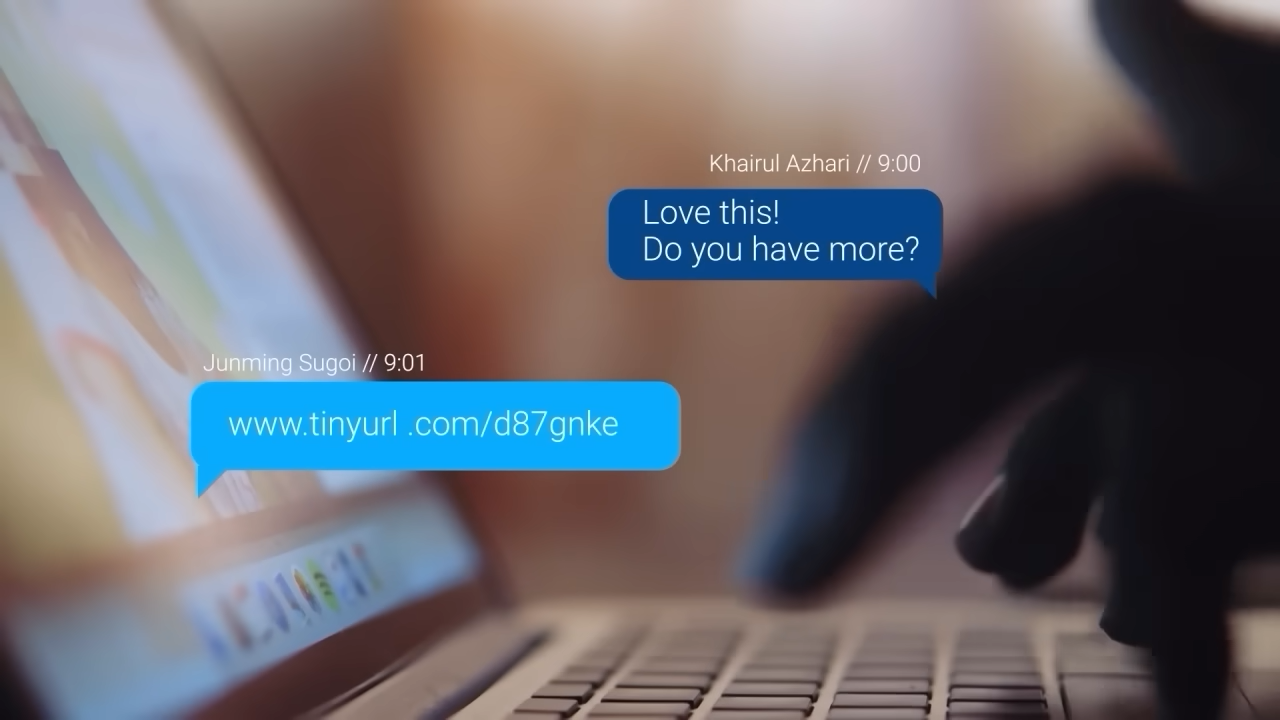 Khairul Azhari // 9:00
Love this!
Do you have more?
Junming Sugoi // 9:01
www.tinyurl .com/d87gnke